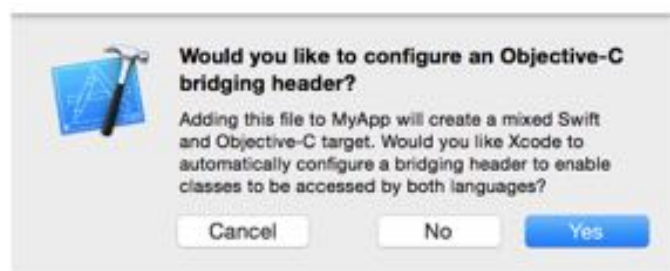 Would you like to configure an Objective-C
bridging header?
Adding this file to MyApp will create a mixed Swift
and Objective-C target. Would you like Xcode to
automatically configure a bridging header to enable
classes to be accessed by both languages?
Cancel No Yes